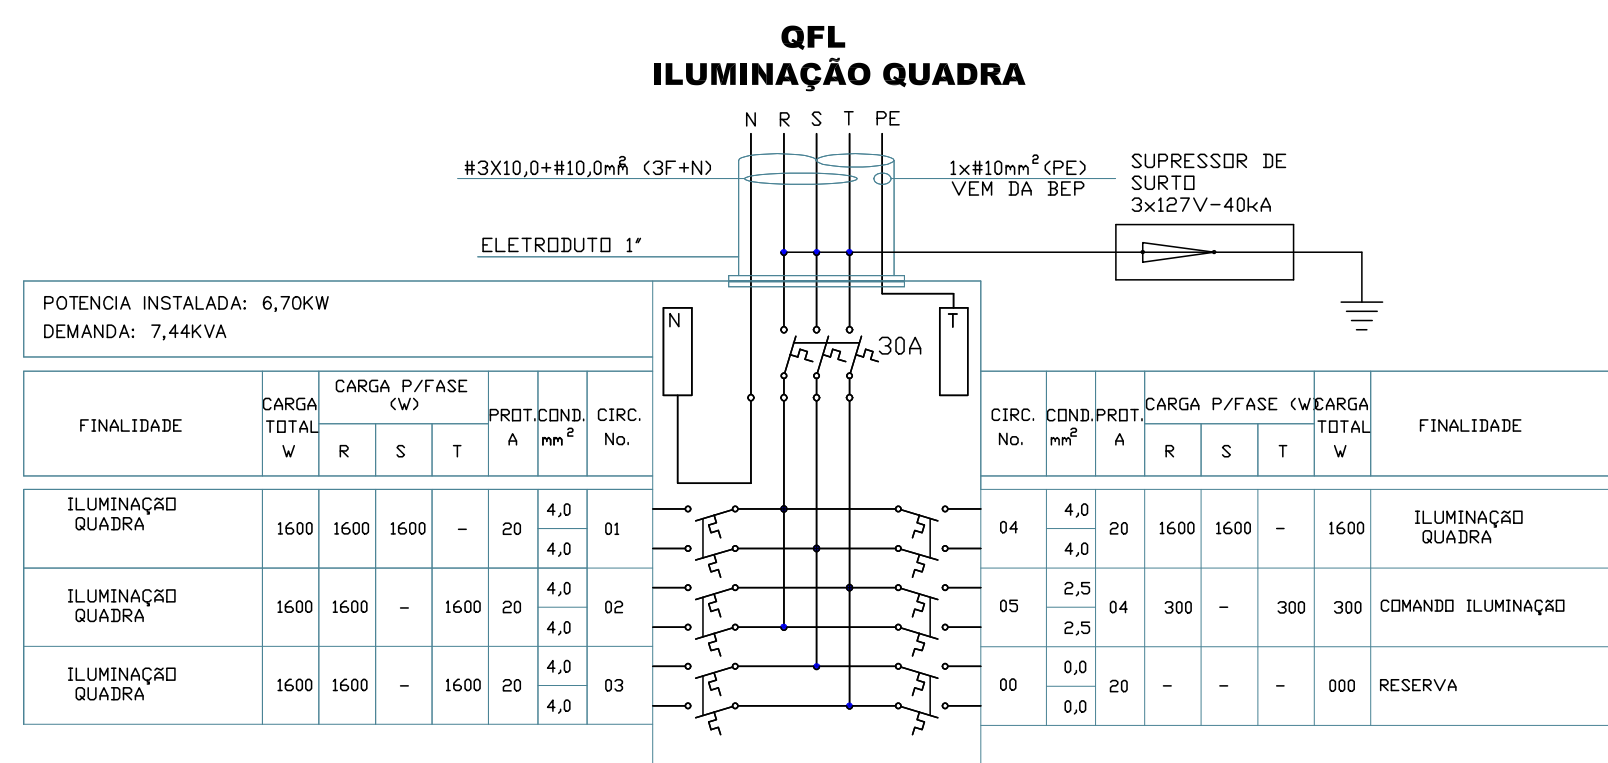 QFL
ILUMINAÇÃO QUADRA
N R S T PE
#3X10,0+#10,0mm² (3F+N)
1x#10mm² (PE)
VEM DA BEP
SUPRESSOR DE
SURTO
3x127V-40kA
ELETRODUTO 1"
POTENCIA INSTALADA: 6,70KW
DEMANDA: 7,44KVA
N
T
30A
FINALIDADE
CARGA
TOTAL
W
CARGA P/FASE
(W)
R S T
PROT.
A
COND.
mm²
CIRC.
No.
CIRC.
No.
COND.
mm²
PROT.
A
CARGA P/FASE (W)
R S T
CARGA
TOTAL
W
FINALIDADE
ILUMINAÇÃO
QUADRA
1600 1600 1600 - 20
4,0
4,0
01
04
4,0
4,0
20 1600 1600 - 1600
ILUMINAÇÃO
QUADRA
ILUMINAÇÃO
QUADRA
1600 1600 - 1600 20
4,0
4,0
02
05
2,5
2,5
04 300 - 300 300 COMANDO ILUMINAÇÃO
ILUMINAÇÃO
QUADRA
1600 1600 - 1600 20
4,0
4,0
03
00
0,0
0,0
20 - - - 000 RESERVA